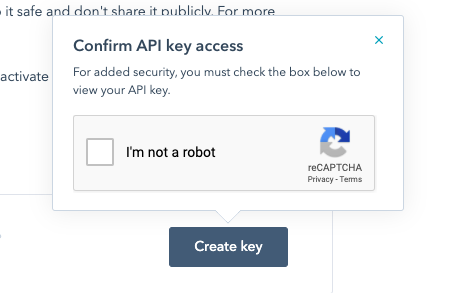 it safe and don't share it publicly. For more
Confirm API key access
For added security, you must check the box below to
view your API key.
activate
I'm not a robot
reCAPTCHA
Privacy - Terms
Create key